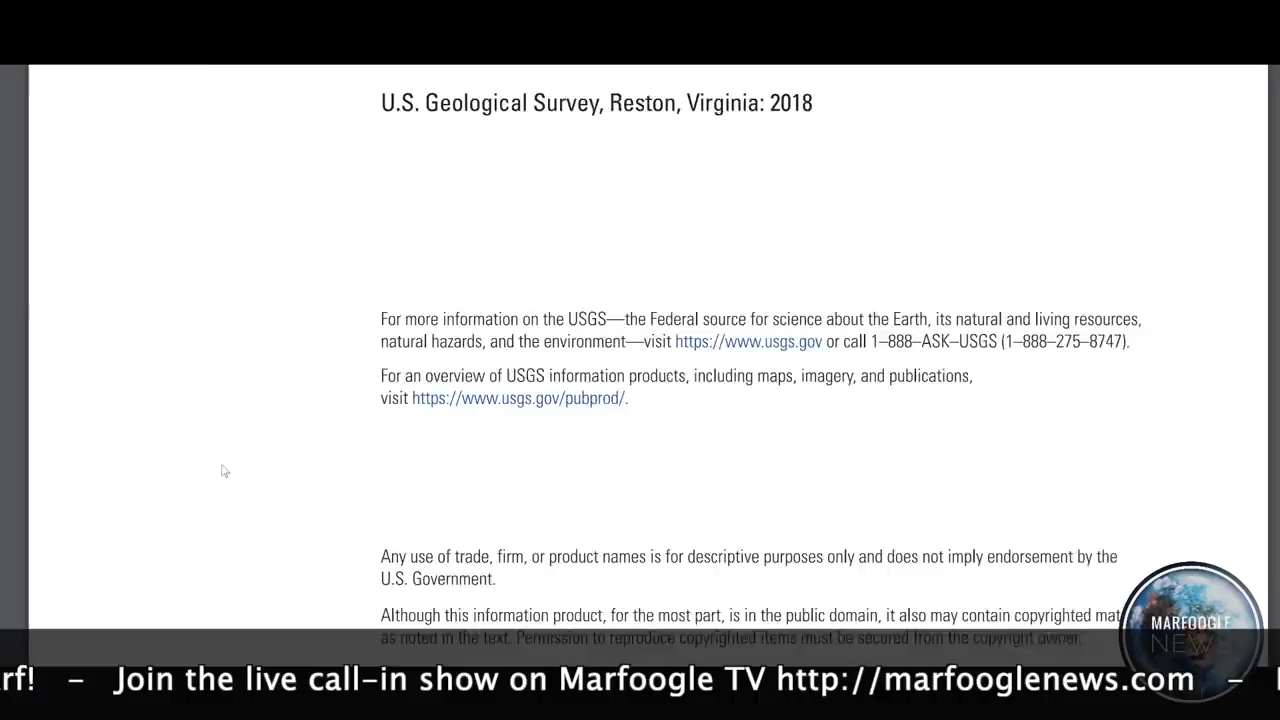 U.S. Geological Survey, Reston, Virginia: 2018
For more information on the USGS—the Federal source for science about the Earth, its natural and living resources,
natural hazards, and the environment—visit https://www.usgs.gov or call 1–888–ASK–USGS (1–888–275–8747).
For an overview of USGS information products, including maps, imagery, and publications,
visit https://www.usgs.gov/pubprod/.
Any use of trade, firm, or product names is for descriptive purposes only and does not imply endorsement by the
U.S. Government.
Although this information product, for the most part, is in the public domain, it also may contain copyrighted mat
as noted in the text. Permission to reproduce copyrighted items must be secured from the copyright owner.
MARFOOGLE
NEWS
arf! - Join the live call-in show on Marfoogle TV http://marfooglenews.com -